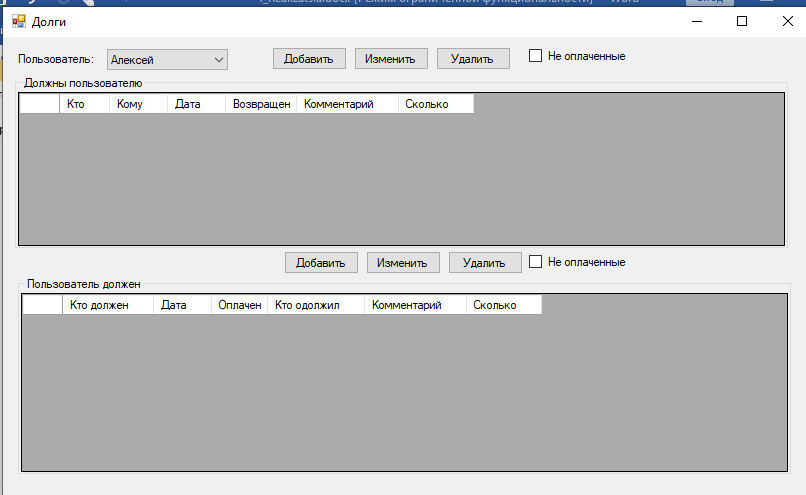 Долги
Пользователь: Алексей Добавить Изменить Удалить Не оплаченные
Должны пользователю
Кто Кому Дата Возвращен Комментарий Сколько
Добавить Изменить Удалить Не оплаченные
Пользователь должен
Кто должен Дата Оплачен Кто одолжил Комментарий Сколько